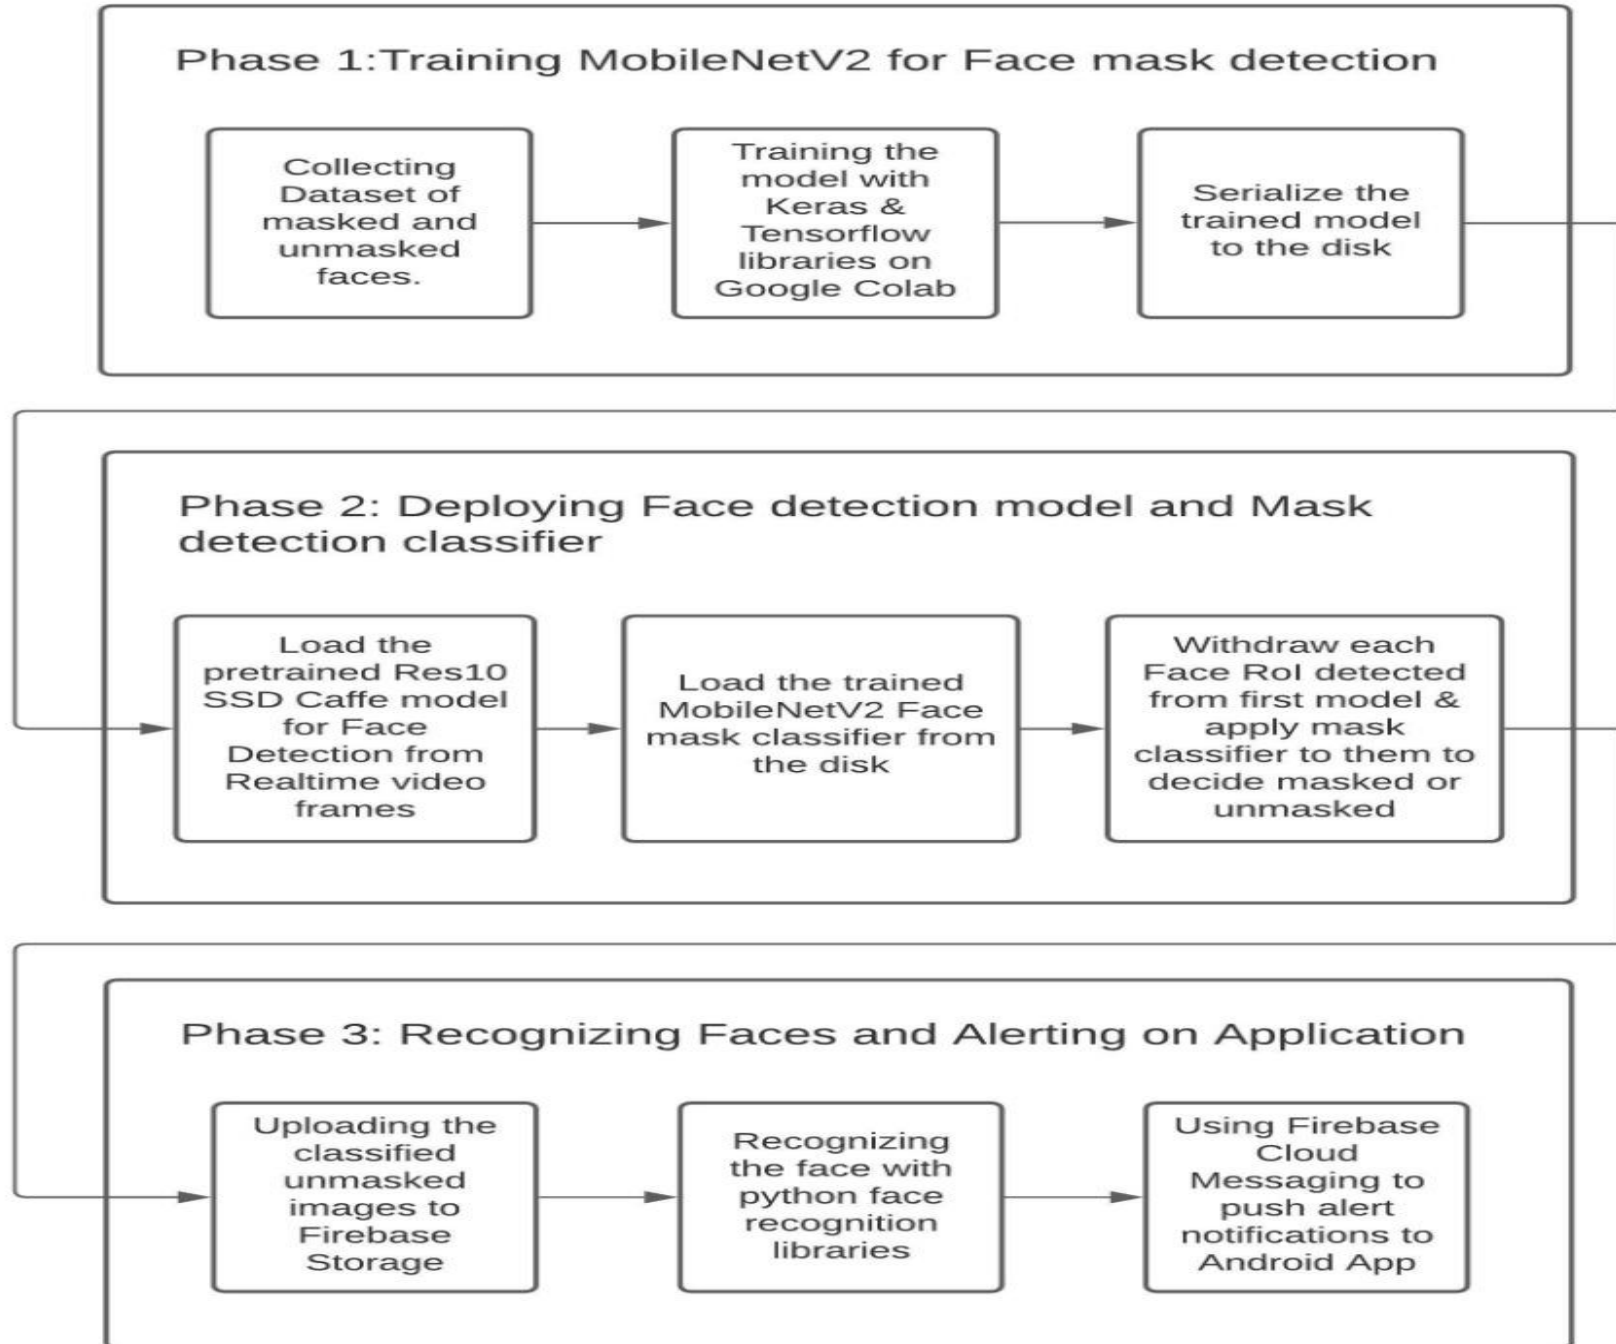 Phase 1:Training MobileNetV2 for Face mask detection
Collecting
Dataset of
masked and
unmasked
faces.
Training the
model with
Keras &
Tensorflow
libraries on
Google Colab
Serialize the
trained model
to the disk
Phase 2: Deploying Face detection model and Mask
detection classifier
Load the
pretrained Res10
SSD Caffe model
for Face
Detection from
Realtime video
frames
Load the trained
MobileNetV2 Face
mask classifier from
the disk
Withdraw each
Face RoI detected
from first model &
apply mask
classifier to them to
decide masked or
unmasked
Phase 3: Recognizing Faces and Alerting on Application
Uploading the
classified
unmasked
images to
Firebase
Storage
Recognizing
the face with
python face
recognition
libraries
Using Firebase
Cloud
Messaging to
push alert
notifications to
Android App